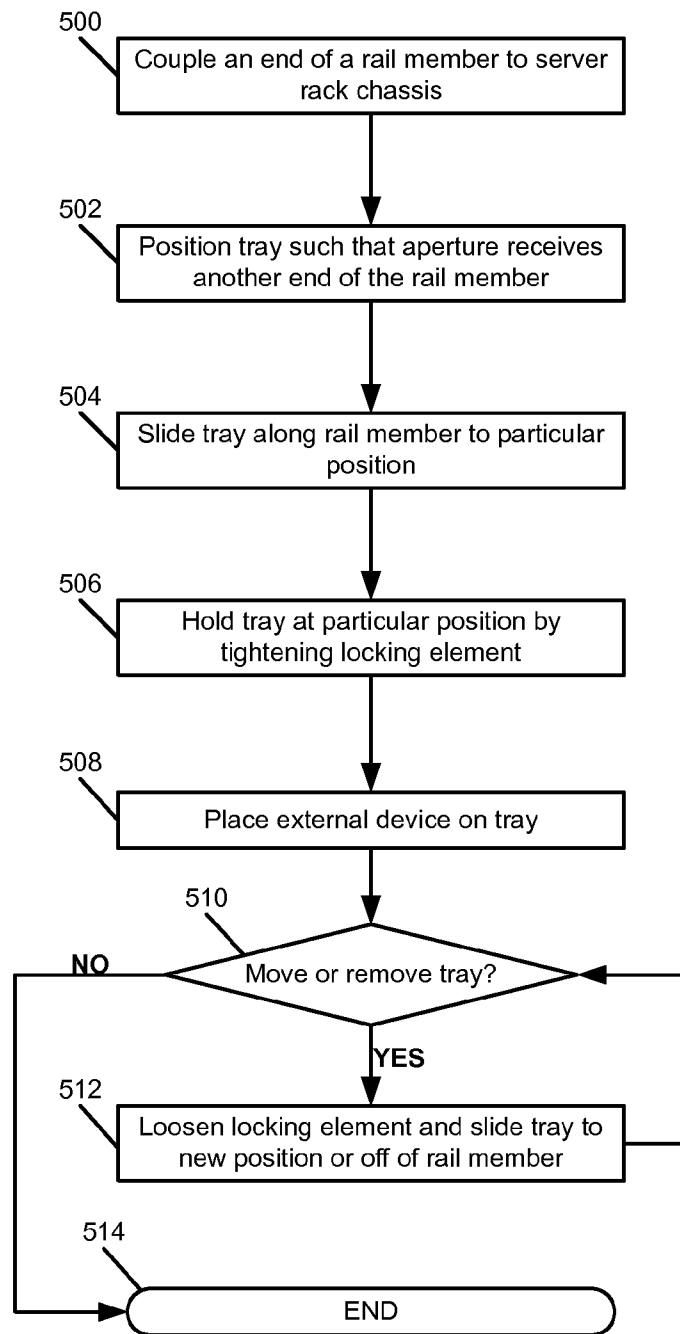 500
Couple an end of a rail member to server
rack chassis
502
Position tray such that aperture receives
another end of the rail member
504
Slide tray along rail member to particular
position
506
Hold tray at particular position by
tightening locking element
508
Place external device on tray
510
Move or remove tray?
NO
YES
512
Loosen locking element and slide tray to
new position or off of rail member
514
END